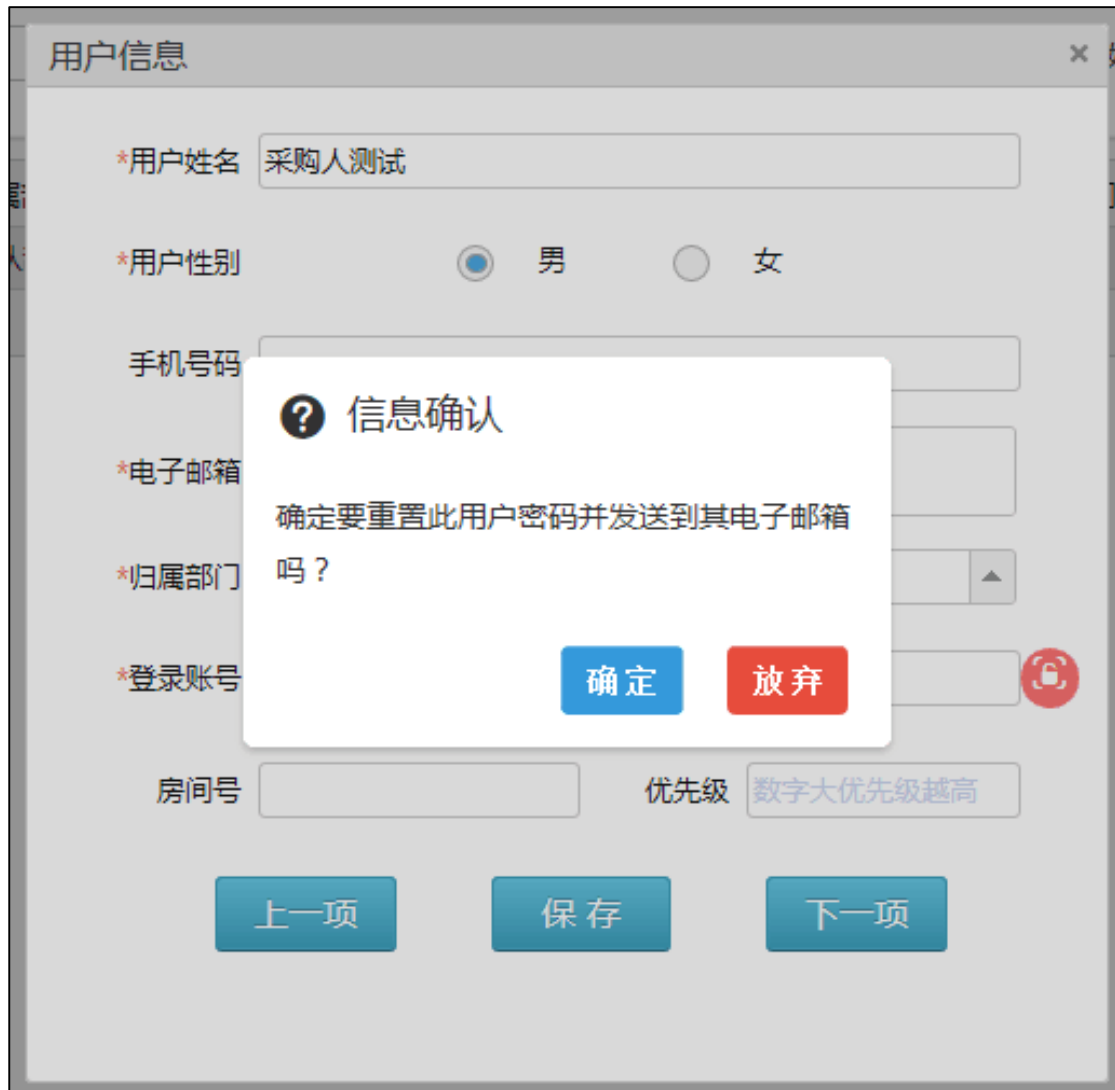 用户信息
*用户姓名 采购人测试
*用户性别 男 女
手机号码
信息确认
*电子邮箱
确定要重置此用户密码并发送到其电子邮箱
吗？
*归属部门
*登录账号
确定 放弃
房间号 优先级 数字大优先级越高
上一项 保存 下一项